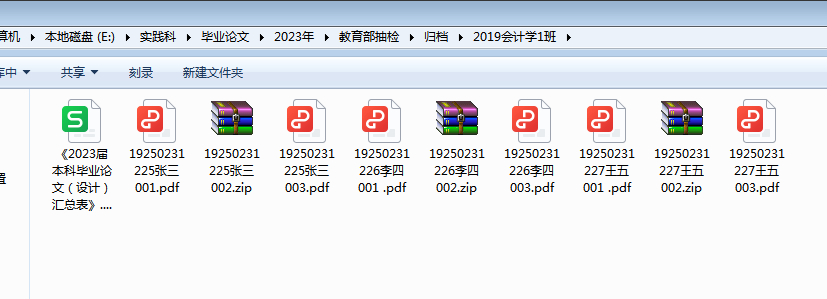 算机 ▸ 本地磁盘 (E:) ▸ 实践科 ▸ 毕业论文 ▸ 2023年 ▸ 教育部抽检 ▸ 归档 ▸ 2019会计学1班 ▸
库中 共享 刻录 新建文件夹
置
《2023届
本科毕业论
文（设计）
汇总表》....
19250231
225张三
001.pdf
19250231
225张三
002.zip
19250231
225张三
003.pdf
19250231
226李四
001 .pdf
19250231
226李四
002.zip
19250231
226李四
003.pdf
19250231
227王五
001 .pdf
19250231
227王五
002.zip
19250231
227王五
003.pdf